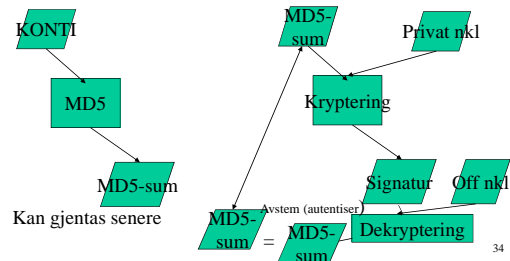 KONTI
MD5
MD5-sum
Kan gjentas senere
MD5-
sum
Privat nkl
Kryptering
Signatur
Off nkl
Avstem (autentiser)
MD5-
sum
=
MD5-
sum
Dekryptering
34